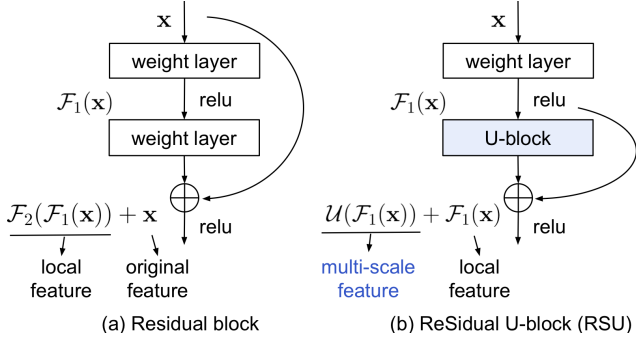 x
weight layer
F₁(x)
relu
weight layer
F₂(F₁(x)) + x
relu
local feature
original feature
(a) Residual block
x
weight layer
F₁(x)
relu
U-block
U(F₁(x)) + F₁(x)
relu
multi-scale feature
local feature
(b) ReSidual U-block (RSU)